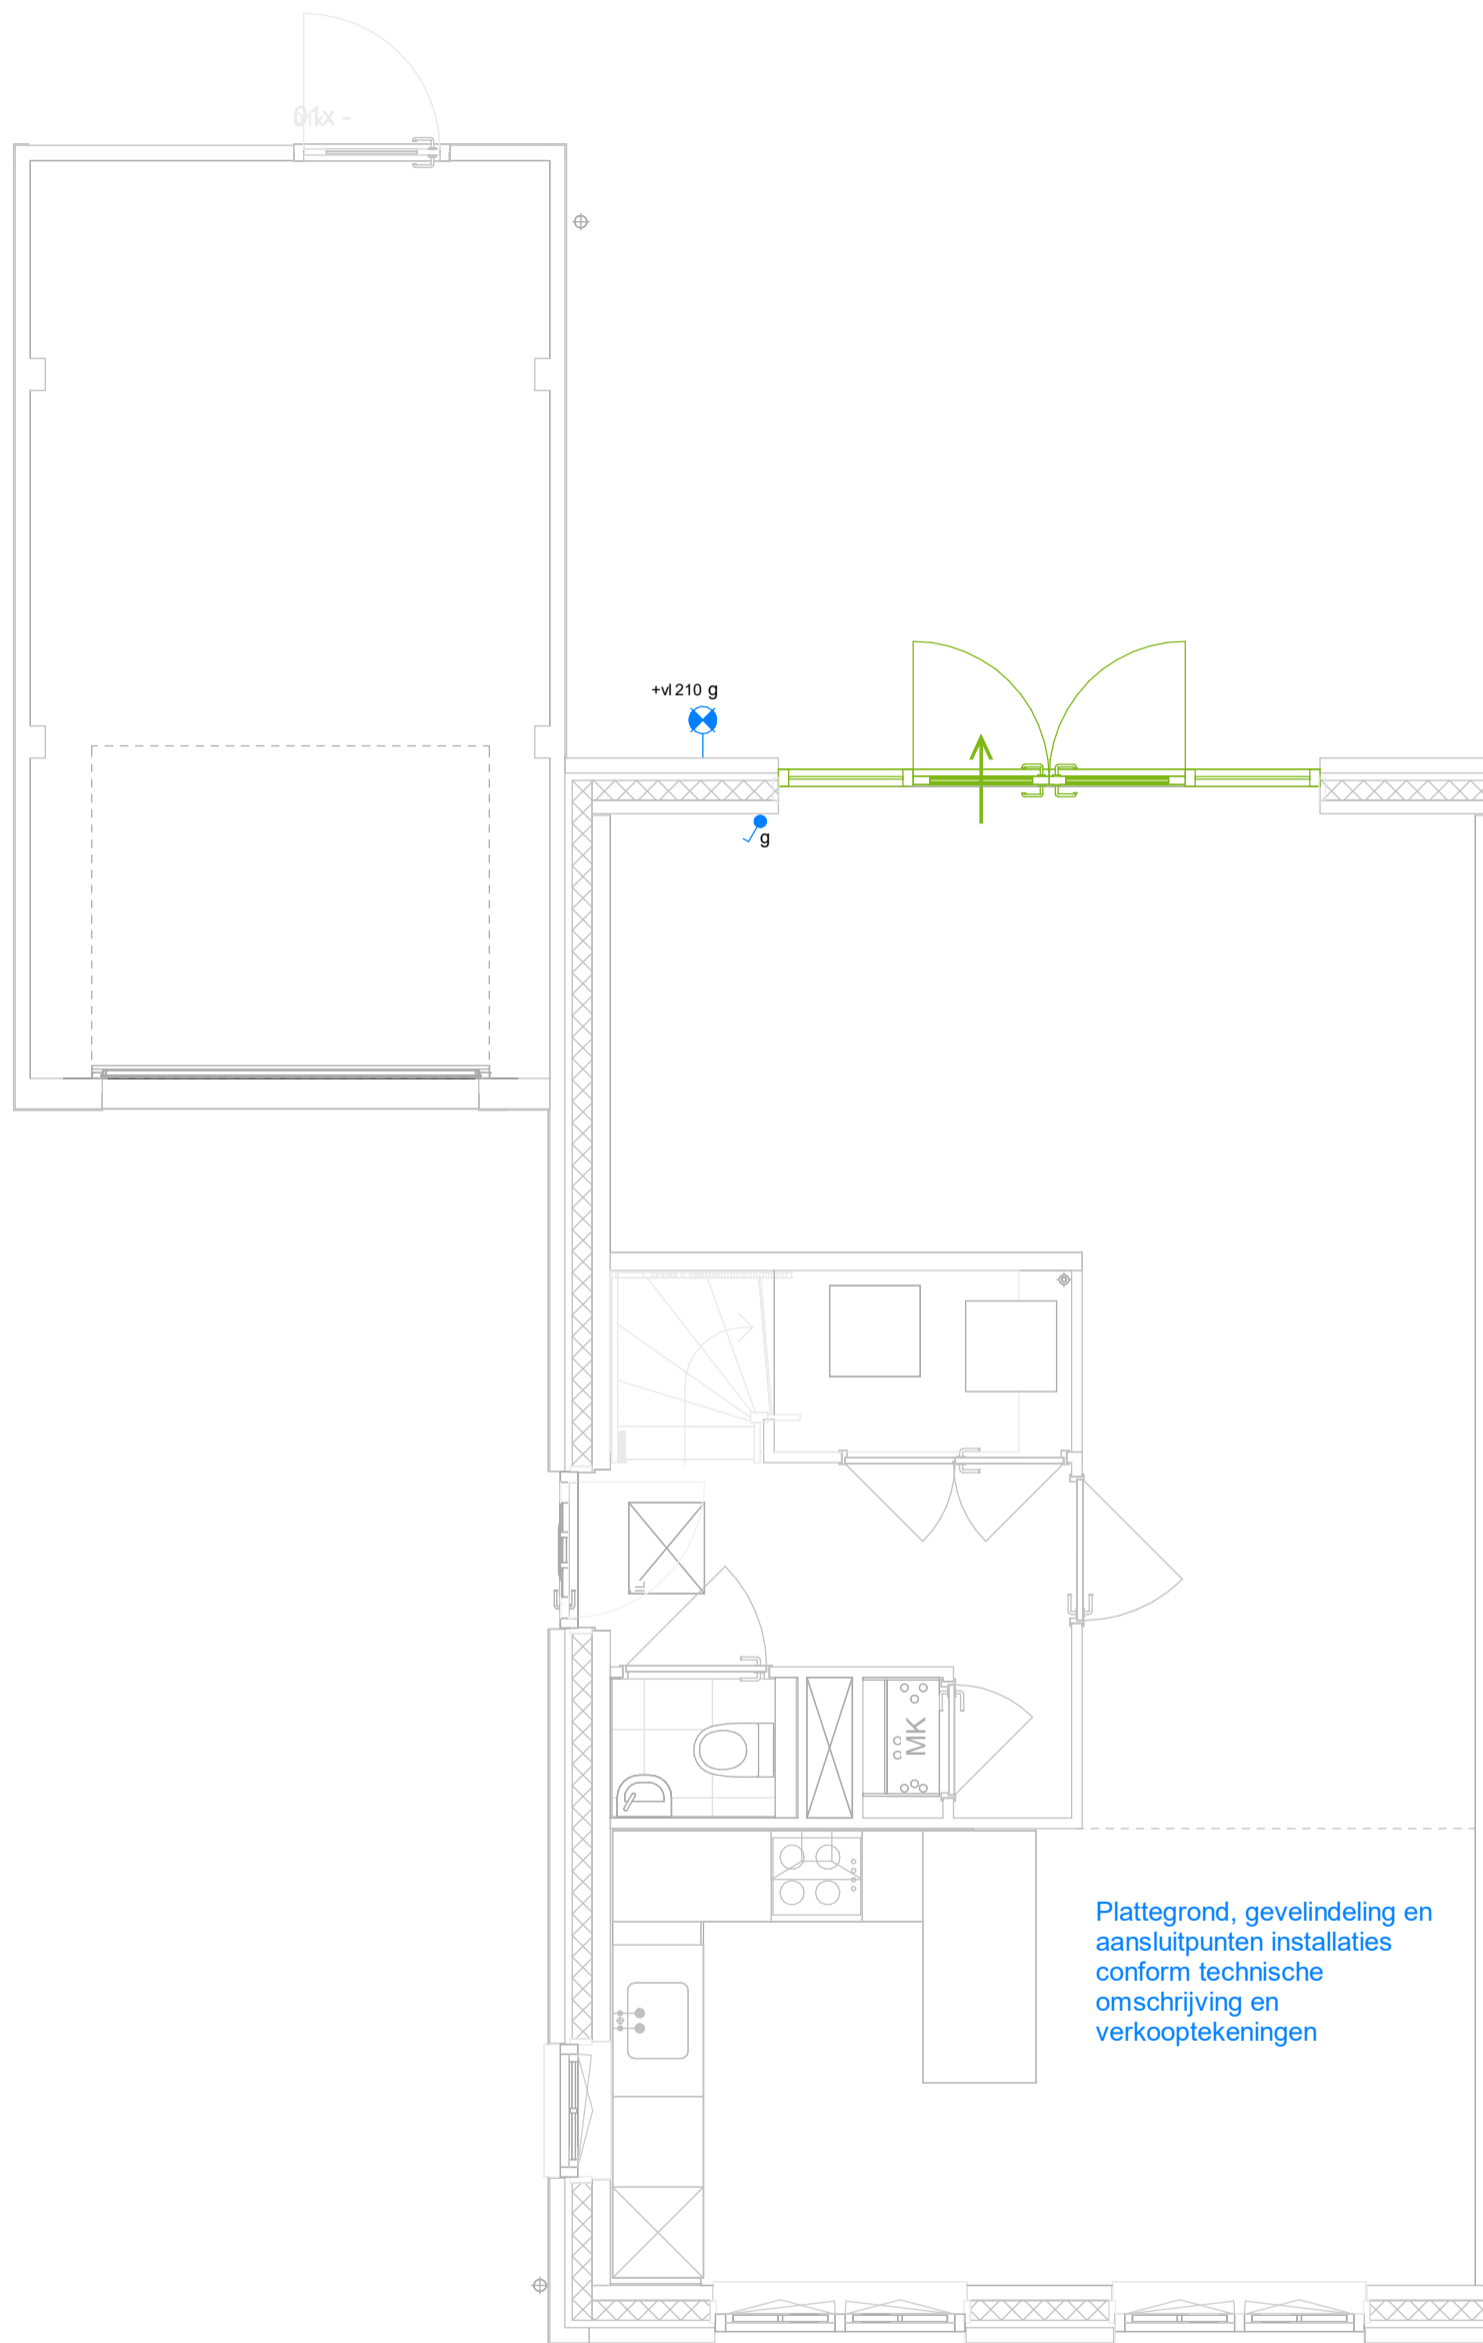 +vl 210 g
g
MK
Plattegrond, gevelindeling en
aansluitpunten installaties
conform technische
omschrijving en
verkooptekeningen